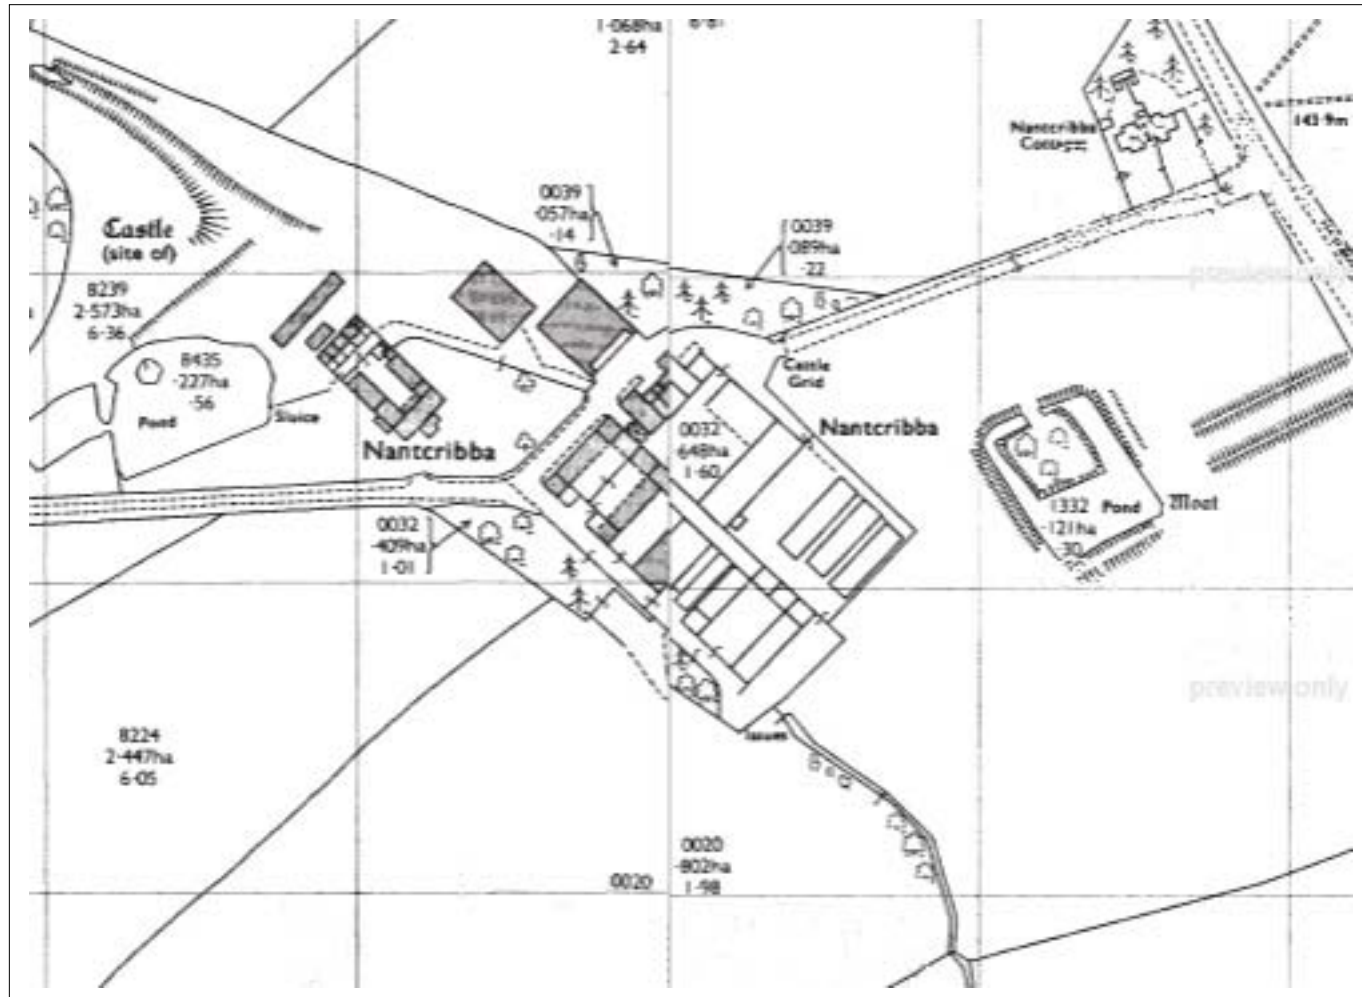 1·068ha
2·64
Nantcribba
Cottage
143·9m
0039
·057ha
·14
0039
·089ha
·22
Castle
(site of)
8239
2·573ha
6·36
preview only
8435
·227ha
·56
Pond
Sluice
Cattle
Grid
Nantcribba
0032
648ha
1·60
Nantcribba
1332
·121ha
·30
Pond
Moat
0032
·409ha
1·01
preview only
Issues
8224
2·447ha
6·05
0020
0020
·802ha
1·98